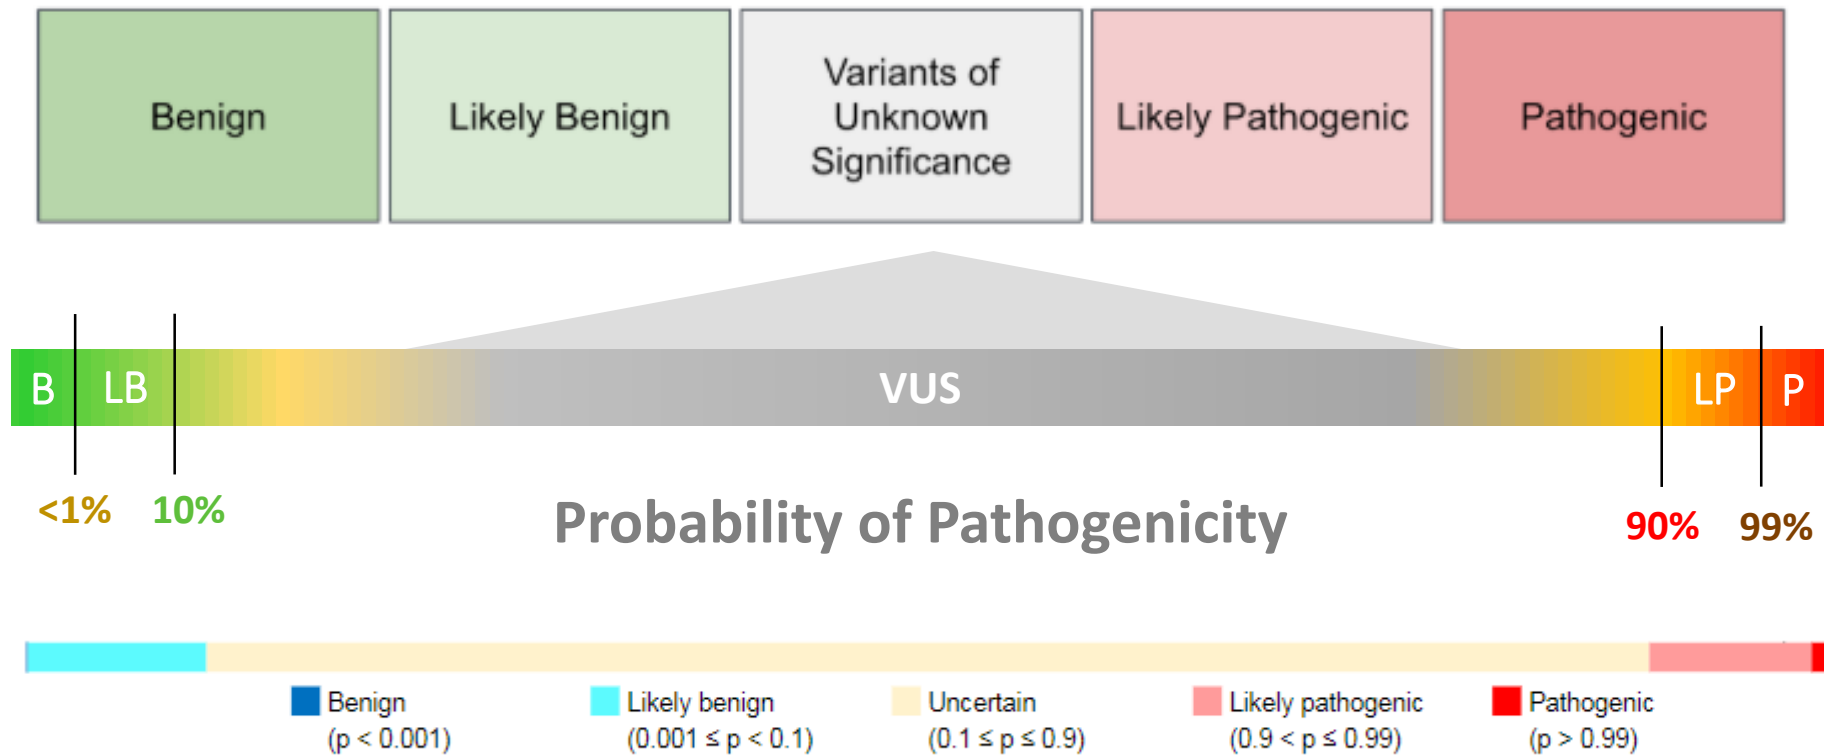 Benign
Likely Benign
Variants of
Unknown
Significance
Likely Pathogenic
Pathogenic
B
LB
VUS
LP
P
<1%
10%
Probability of Pathogenicity
90%
99%
Benign
(p < 0.001)
Likely benign
(0.001 ≤ p < 0.1)
Uncertain
(0.1 ≤ p ≤ 0.9)
Likely pathogenic
(0.9 < p ≤ 0.99)
Pathogenic
(p > 0.99)